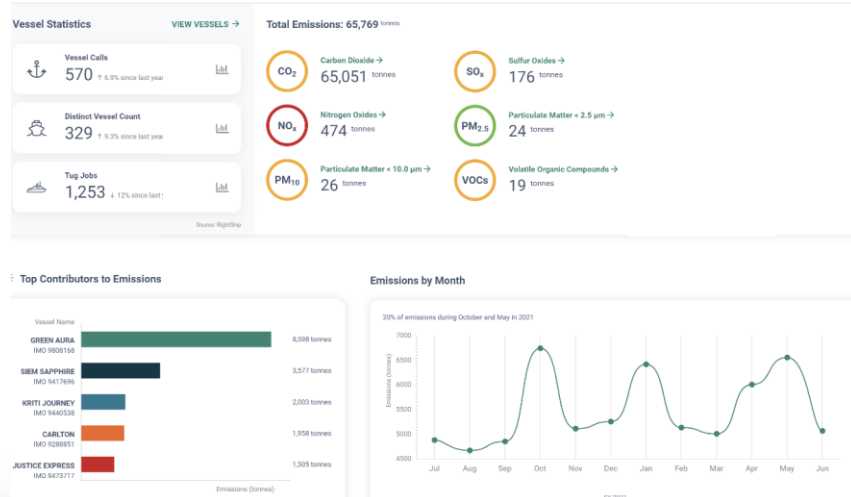 Vessel Statistics
VIEW VESSELS →
Vessel Calls
570 ↑ 6.9% since last year
Distinct Vessel Count
329 ↑ 9.3% since last year
Tug Jobs
1,253 ↓ 12% since last
Source: RightShip
Total Emissions: 65,769 tonnes
CO2
Carbon Dioxide →
65,051 tonnes
SOx
Sulfur Oxides →
176 tonnes
NOx
Nitrogen Oxides →
474 tonnes
PM2.5
Particulate Matter < 2.5 μm →
24 tonnes
PM10
Particulate Matter < 10.0 μm →
26 tonnes
VOCs
Volatile Organic Compounds →
19 tonnes
Top Contributors to Emissions
Vessel Name
GREEN AURA
IMO 9808168
8,598 tonnes
SIEM SAPPHIRE
IMO 9417696
3,577 tonnes
KRITI JOURNEY
IMO 9440538
2,003 tonnes
CARLTON
IMO 9288851
1,958 tonnes
JUSTICE EXPRESS
IMO 9473717
1,505 tonnes
Emissions (tonnes)
Emissions by Month
20% of emissions during October and May in 2021
Emissions (tonnes)
7000
6500
6000
5500
5000
4500
Jul Aug Sep Oct Nov Dec Jan Feb Mar Apr May Jun